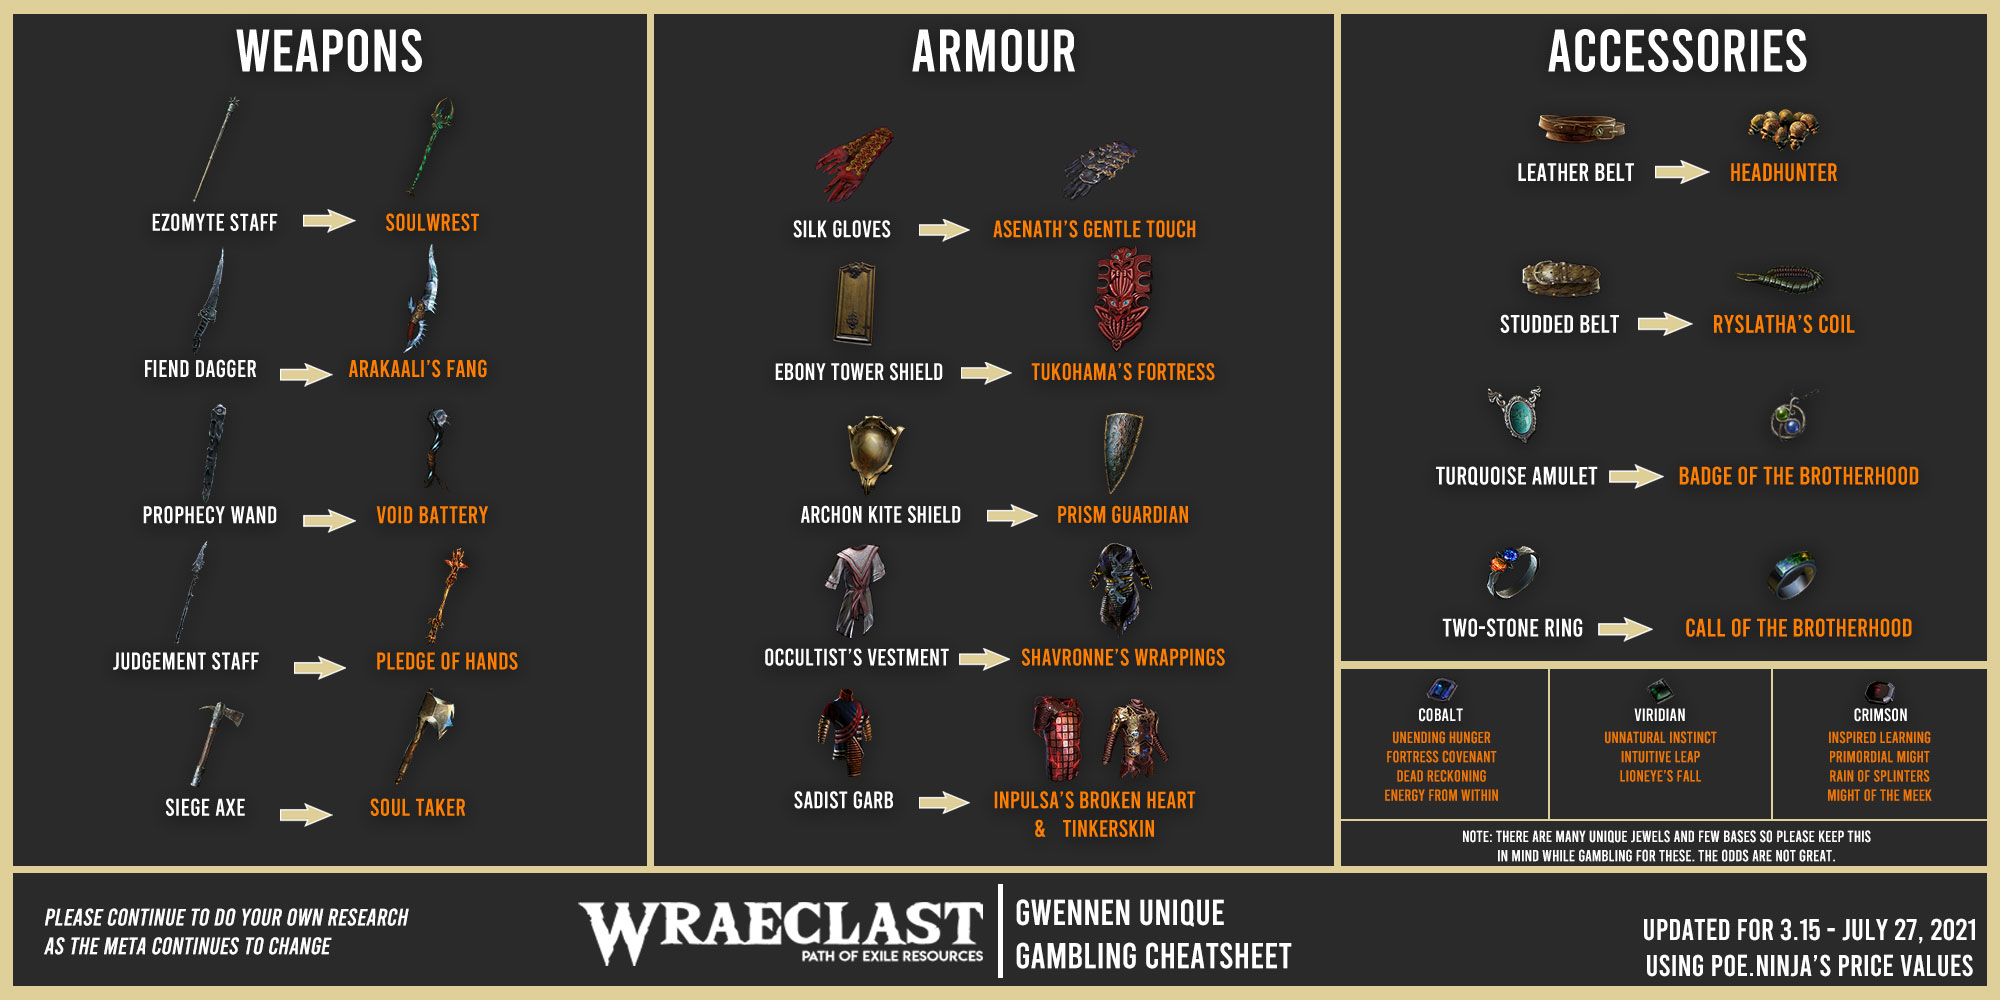 WEAPONS
EZOMYTE STAFF
SOULWREST
FIEND DAGGER
ARAKAALI'S FANG
PROPHECY WAND
VOID BATTERY
JUDGEMENT STAFF
PLEDGE OF HANDS
SIEGE AXE
SOUL TAKER
ARMOUR
SILK GLOVES
ASENATH'S GENTLE TOUCH
EBONY TOWER SHIELD
TUKOHAMA'S FORTRESS
ARCHON KITE SHIELD
PRISM GUARDIAN
OCCULTIST'S VESTMENT
SHAVRONNE'S WRAPPINGS
SADIST GARB
INPULSA'S BROKEN HEART
& TINKERSKIN
ACCESSORIES
LEATHER BELT
HEADHUNTER
STUDDED BELT
RYSLATHA'S COIL
TURQUOISE AMULET
BADGE OF THE BROTHERHOOD
TWO-STONE RING
CALL OF THE BROTHERHOOD
COBALT
UNENDING HUNGER
FORTRESS COVENANT
DEAD RECKONING
ENERGY FROM WITHIN
VIRIDIAN
UNNATURAL INSTINCT
INTUITIVE LEAP
LIONEYE'S FALL
CRIMSON
INSPIRED LEARNING
PRIMORDIAL MIGHT
RAIN OF SPLINTERS
MIGHT OF THE MEEK
NOTE: THERE ARE MANY UNIQUE JEWELS AND FEW BASES SO PLEASE KEEP THIS
IN MIND WHILE GAMBLING FOR THESE. THE ODDS ARE NOT GREAT.
PLEASE CONTINUE TO DO YOUR OWN RESEARCH
AS THE META CONTINUES TO CHANGE
WRAECLAST
PATH OF EXILE RESOURCES
GWENNEN UNIQUE
GAMBLING CHEATSHEET
UPDATED FOR 3.15 - JULY 27, 2021
USING POE.NINJA'S PRICE VALUES